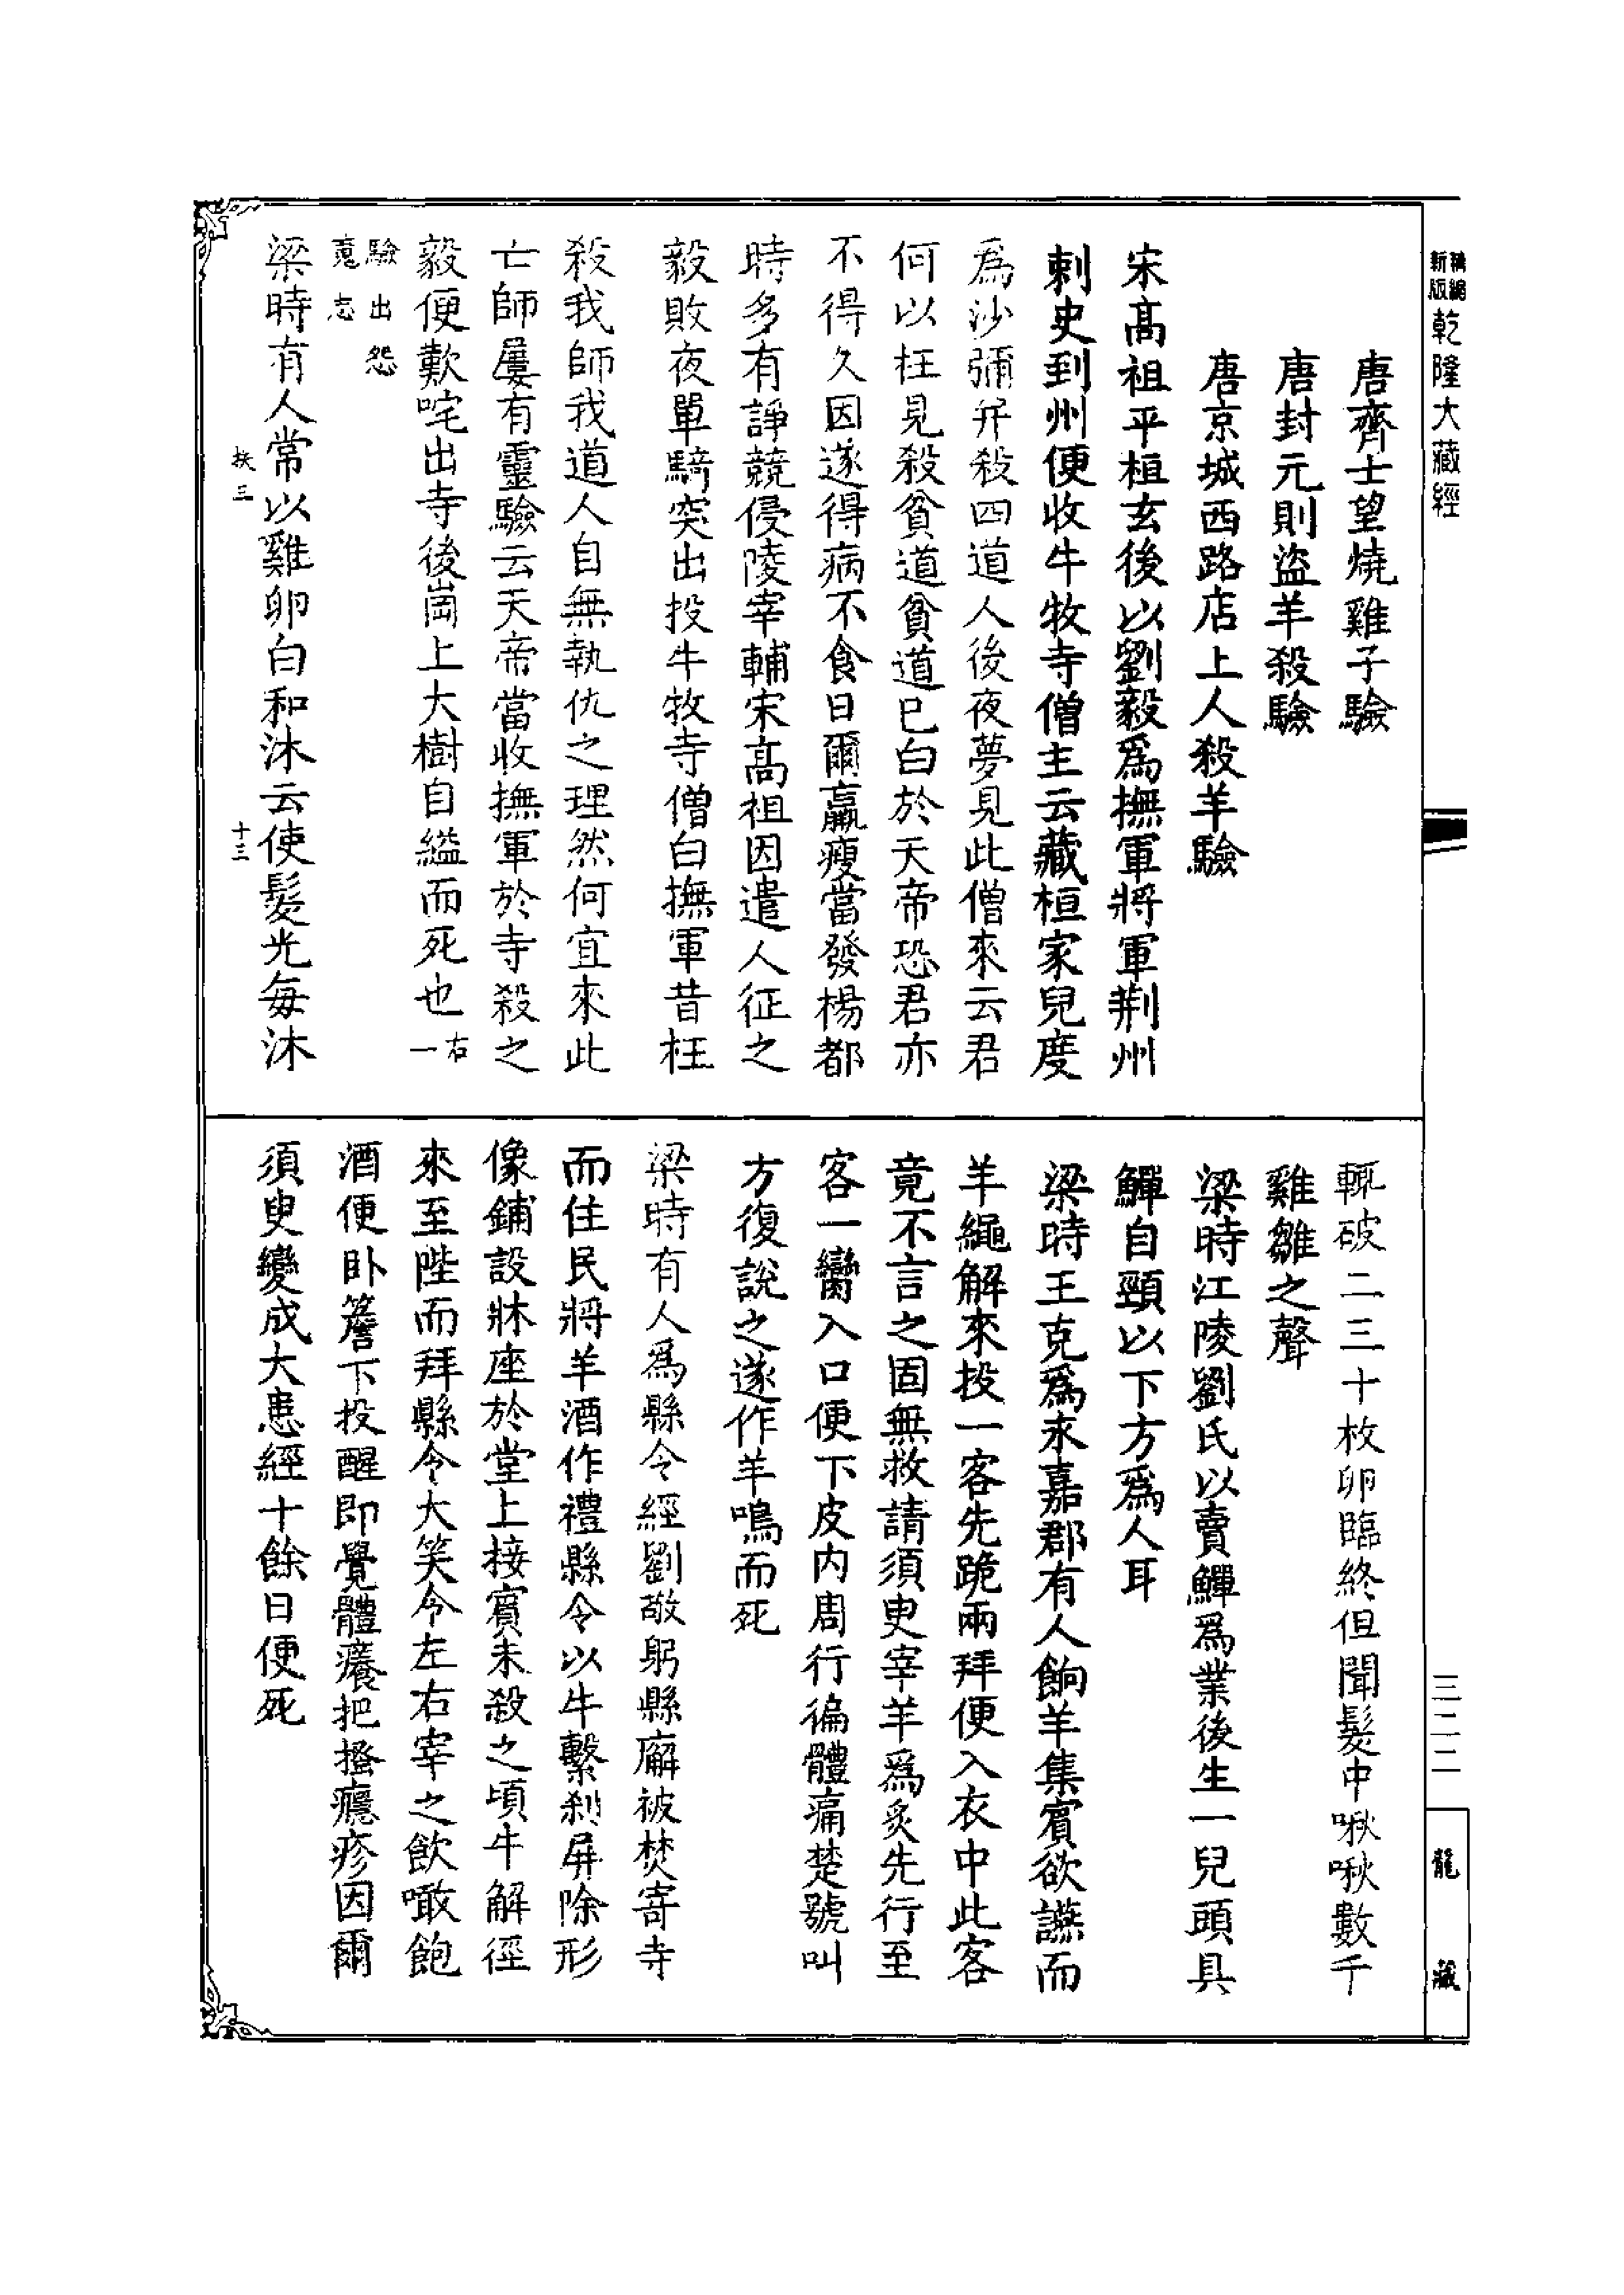 新版
乾隆大藏經
唐齊士望燒雞子驗
唐封元則盜羊殺驗
唐京城西路店上人殺羊驗
宋高祖平桓玄後以劉毅爲撫軍將軍荆州
刺史到州便收牛牧寺僧主云藏桓家兒度
爲沙彌并殺四道人後夜夢見此僧來云君
何以枉見殺貧道貧道已白於天帝恐君亦
不得久因遂得病不食日爾羸瘦當發楊都
時多有諍競侵陵宰輔宋高祖因遣人征之
毅敗夜單騎突出投牛牧寺僧白撫軍昔枉
殺我師我道人自無執仇之理然何宜來此
亡師屢有靈驗云天帝當收撫軍於寺殺之
毅便歎咤出寺後崗上大樹自縊而死也右一
驗出怨
䰟志
梁時有人常以雞卵白和沐云使髮光每沐
扶三
十三
輒破二三十枚卵臨終但聞髮中啾啾數千
雞雛之聲
梁時江陵劉氏以賣鱓爲業後生一兒頭具
鱓自頸以下方爲人耳
梁時王克爲永嘉郡有人餉羊集賓欲讌而
羊繩解來投一客先跪兩拜便入衣中此客
竟不言之固無救請須臾宰羊爲炙先行至
客一臠入口便下皮内周行徧體痛楚號叫
方復說之遂作羊鳴而死
梁時有人爲縣令經劉敬躬縣廨被焚寄寺
而住民將羊酒作禮縣令以牛繫刹屏除形
像鋪設牀座於堂上接賓未殺之頃牛解徑
來至陛而拜縣令大笑令左右宰之飲噉飽
酒便卧簷下投醒即覺體癢把搔癮疹因爾
須臾變成大患經十餘日便死
三二二
龍藏